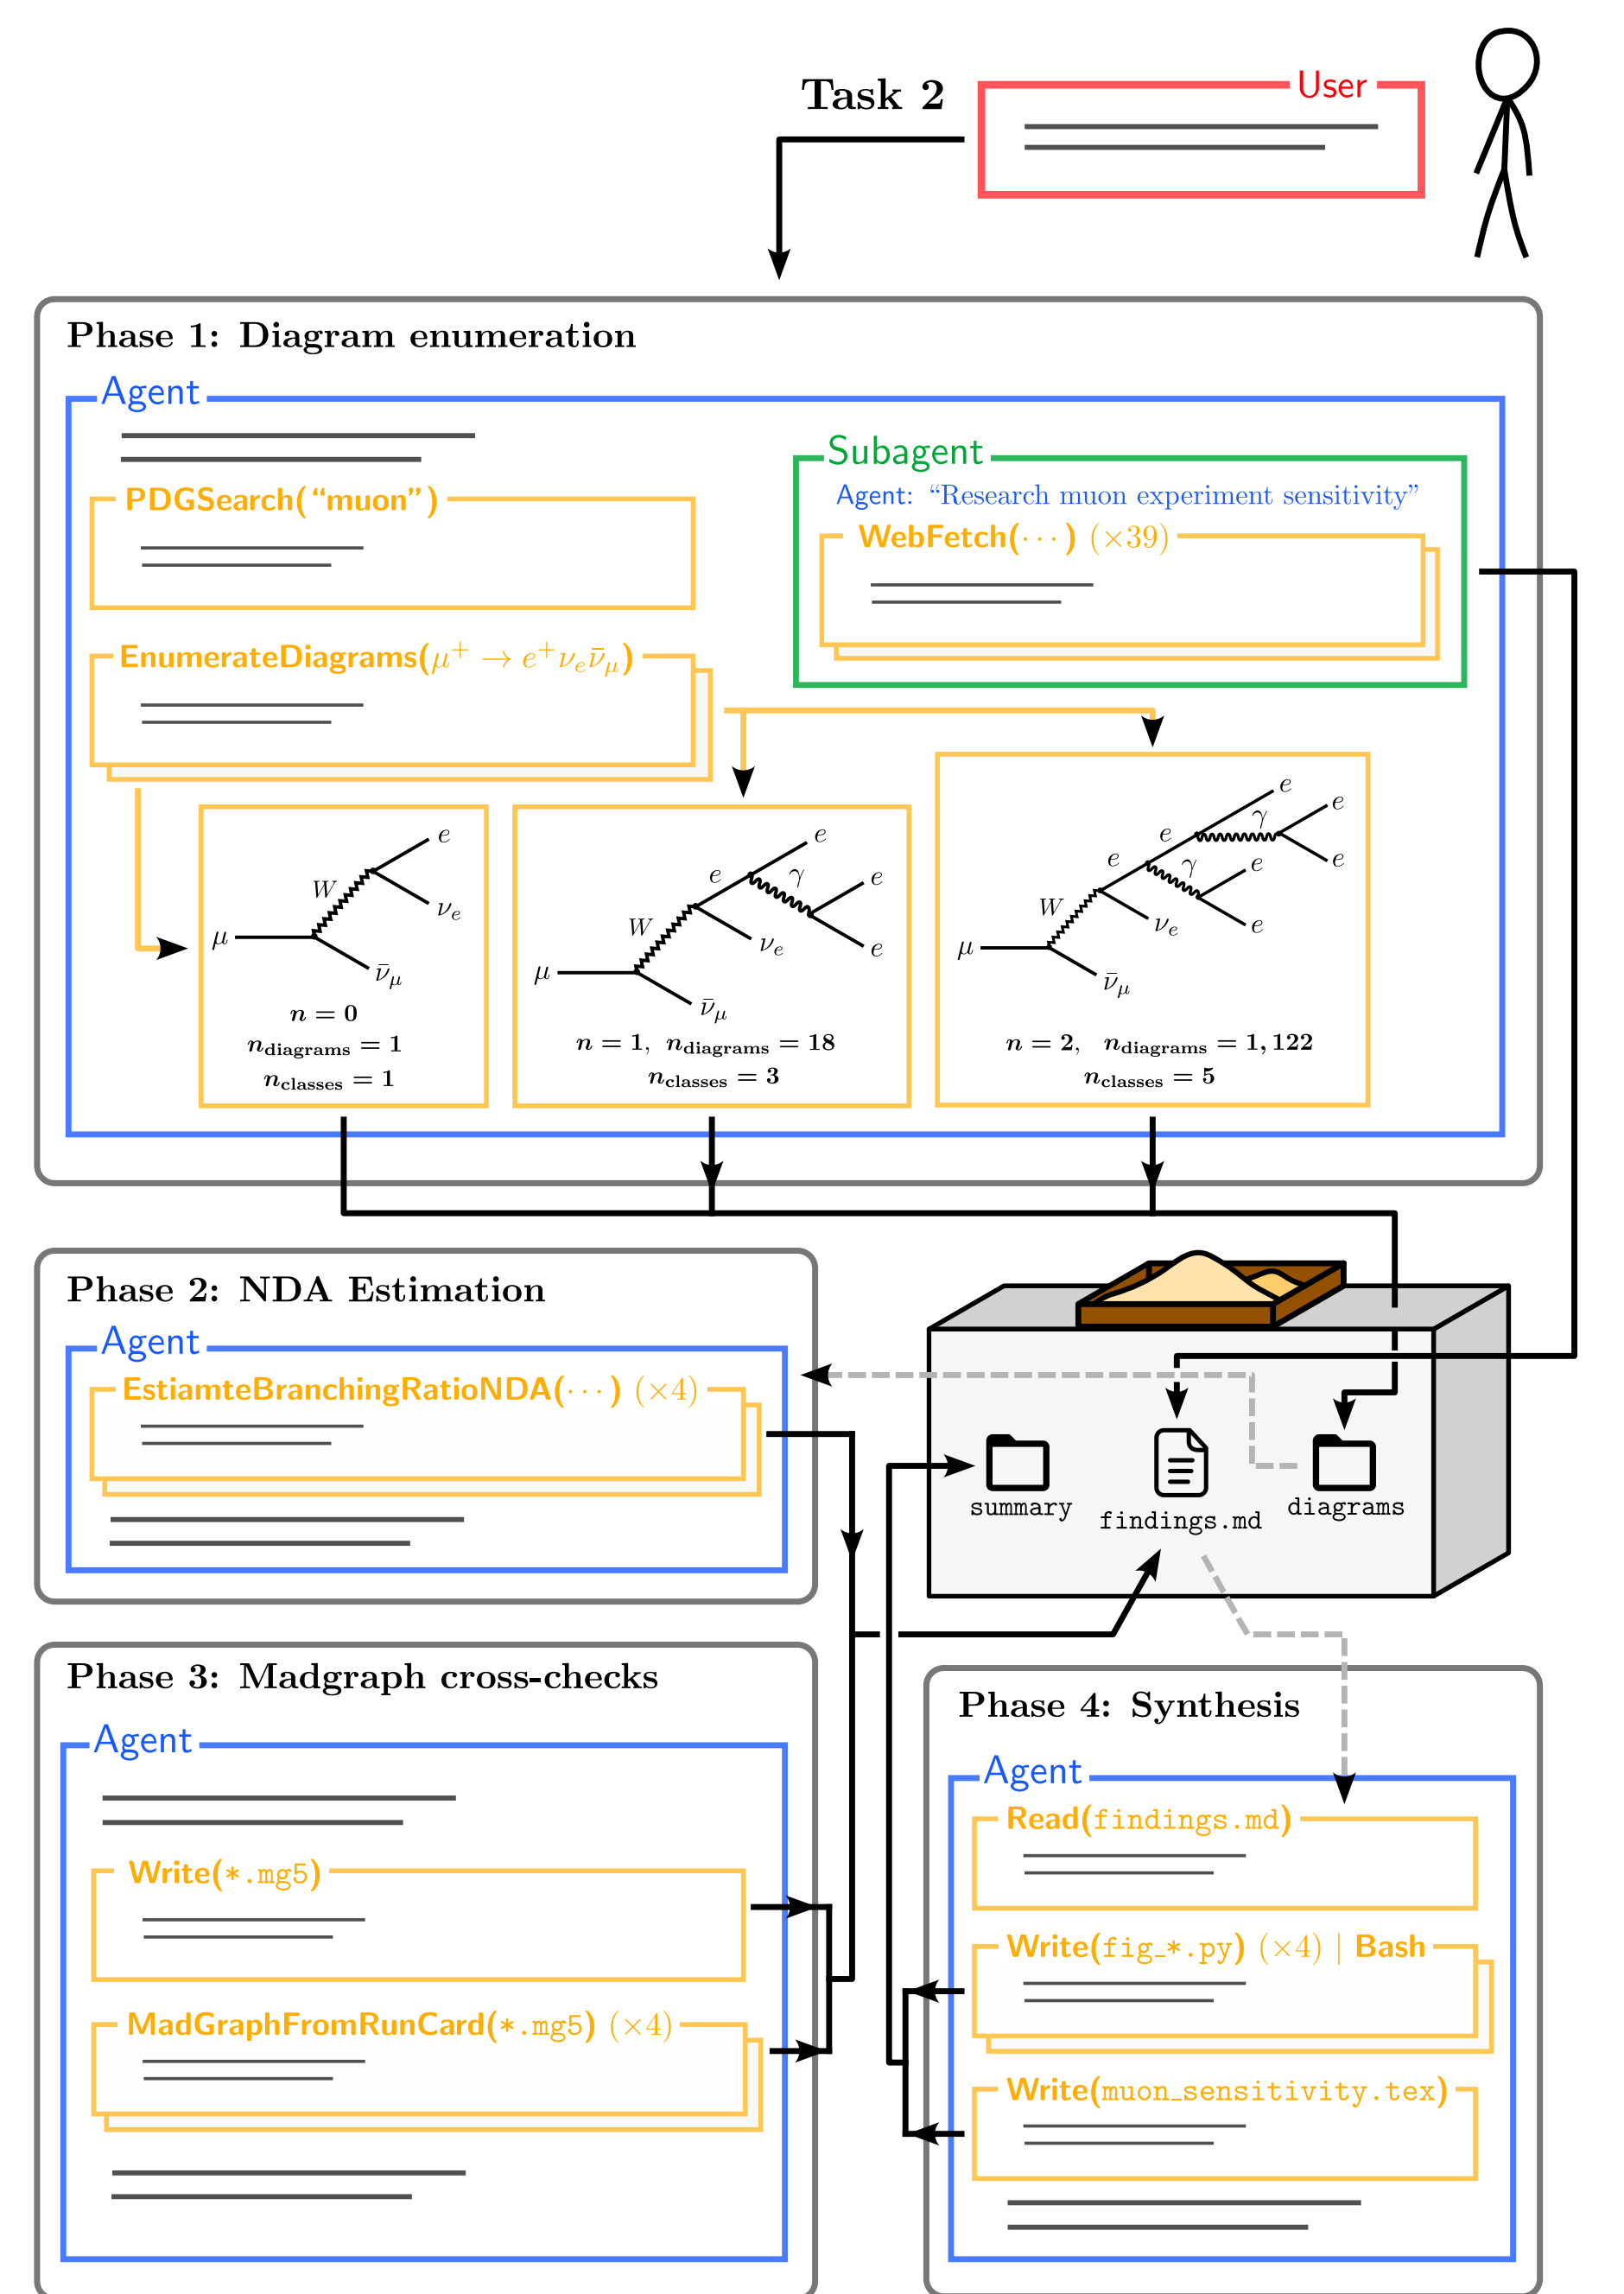 Task 2
User
Phase 1: Diagram enumeration
Agent
PDGSearch(“muon”)
Subagent
Agent: “Research muon experiment sensitivity”
WebFetch(···) (×39)
EnumerateDiagrams(μ⁺ → e⁺νₑν̄_μ)
μ
W
e
νₑ
ν̄_μ
n = 0
n_diagrams = 1
n_classes = 1
μ
W
e
e
γ
e
e
νₑ
ν̄_μ
n = 1, n_diagrams = 18
n_classes = 3
μ
W
e
e
e
γ
e
e
γ
e
e
νₑ
ν̄_μ
n = 2, n_diagrams = 1,122
n_classes = 5
Phase 2: NDA Estimation
Agent
EstiamteBranchingRatioNDA(···) (×4)
summary
findings.md
diagrams
Phase 3: Madgraph cross-checks
Agent
Write(*.mg5)
MadGraphFromRunCard(*.mg5) (×4)
Phase 4: Synthesis
Agent
Read(findings.md)
Write(fig_*.py) (×4) | Bash
Write(muon_sensitivity.tex)